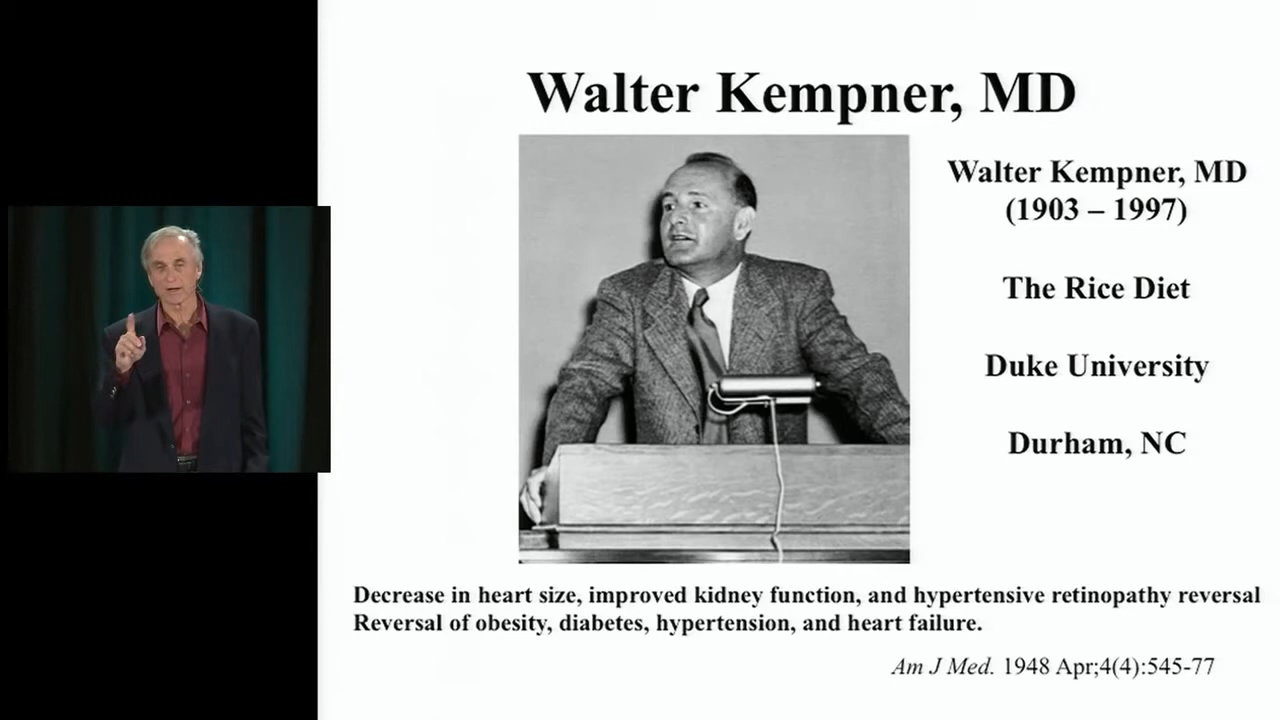 Walter Kempner, MD
Walter Kempner, MD
(1903 – 1997)
The Rice Diet
Duke University
Durham, NC
Decrease in heart size, improved kidney function, and hypertensive retinopathy reversal
Reversal of obesity, diabetes, hypertension, and heart failure.
Am J Med. 1948 Apr;4(4):545-77